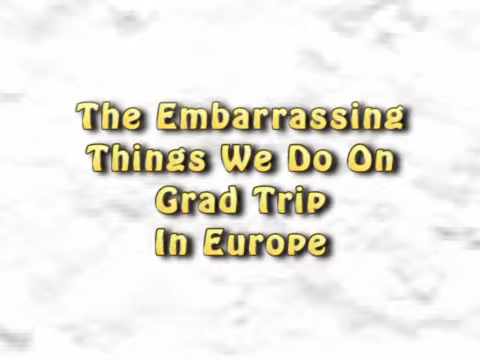 The Embarrassing
Things We Do On
Grad Trip
In Europe